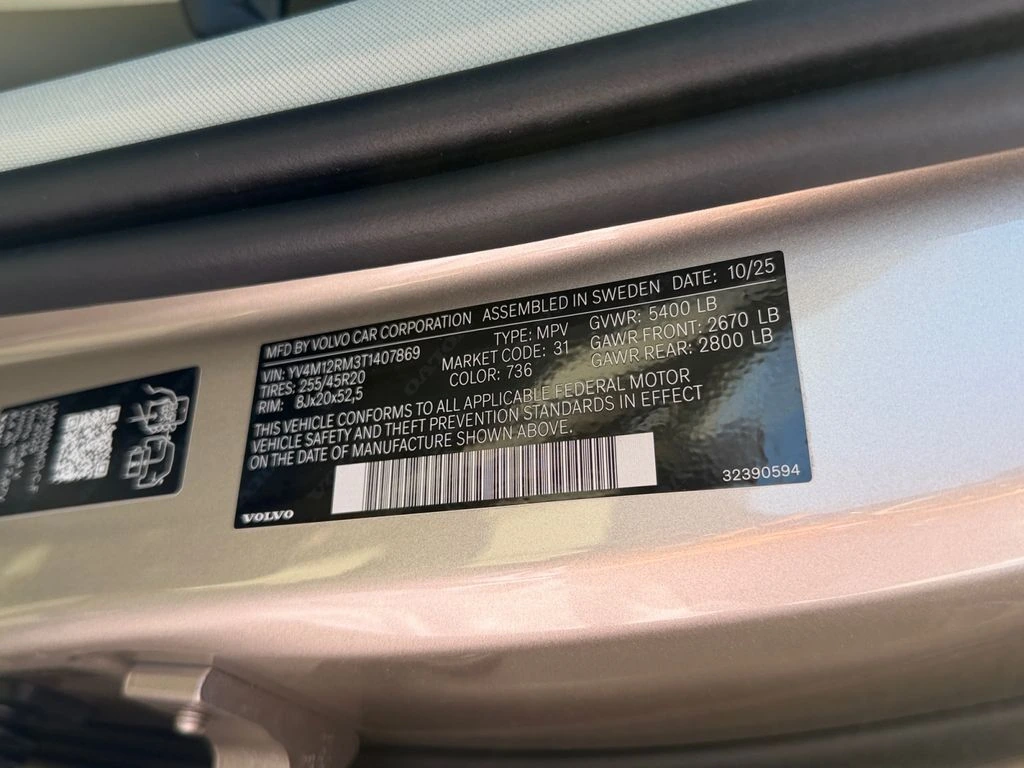 MFD BY VOLVO CAR CORPORATION ASSEMBLED IN SWEDEN DATE: 10/25
VIN: YV4M12RM3T1407869 TYPE: MPV GVWR: 5400 LB
TIRES: 255/45R20 MARKET CODE: 31 GAWR FRONT: 2670 LB
RIM: 8Jx20x52,5 COLOR: 736 GAWR REAR: 2800 LB
THIS VEHICLE CONFORMS TO ALL APPLICABLE FEDERAL MOTOR
VEHICLE SAFETY AND THEFT PREVENTION STANDARDS IN EFFECT
ON THE DATE OF MANUFACTURE SHOWN ABOVE.
VOLVO 32390594